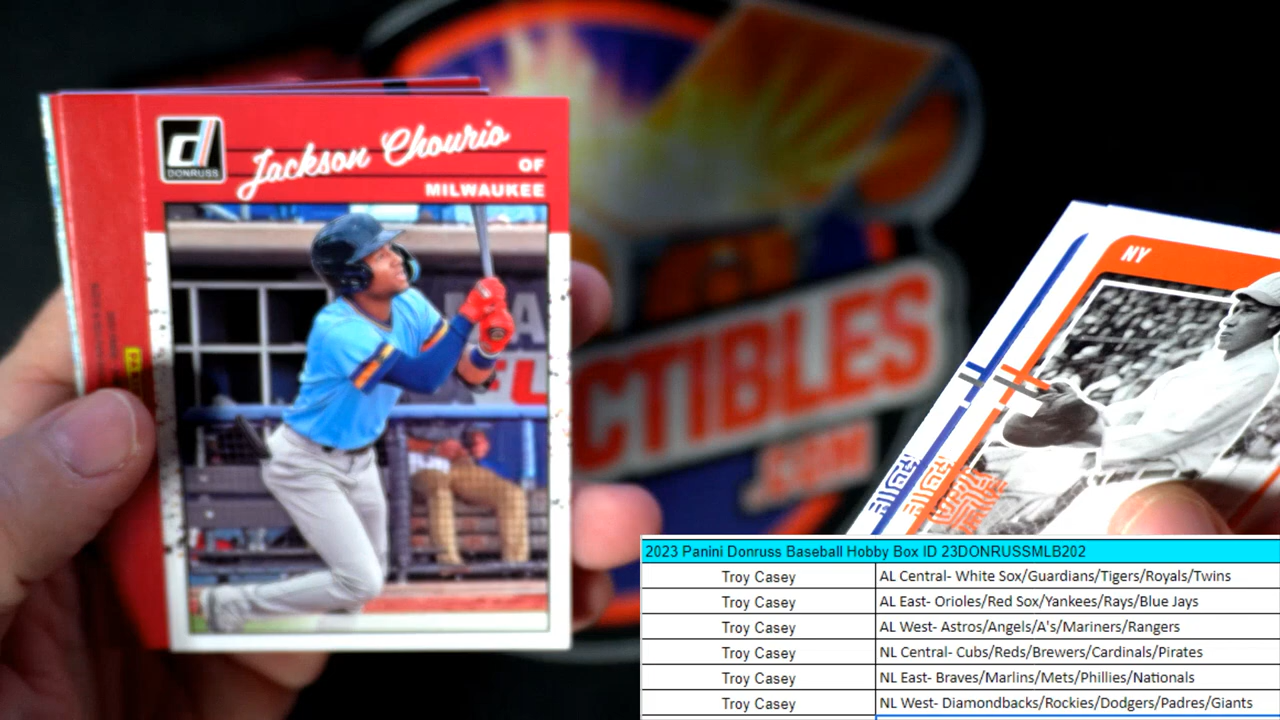 DONRUSS
Jackson Chourio
OF
MILWAUKEE
NY
CTIBLES
.COM
2023 Panini Donruss Baseball Hobby Box ID 23DONRUSSMLB202
Troy Casey AL Central- White Sox/Guardians/Tigers/Royals/Twins
Troy Casey AL East- Orioles/Red Sox/Yankees/Rays/Blue Jays
Troy Casey AL West- Astros/Angels/A's/Mariners/Rangers
Troy Casey NL Central- Cubs/Reds/Brewers/Cardinals/Pirates
Troy Casey NL East- Braves/Marlins/Mets/Phillies/Nationals
Troy Casey NL West- Diamondbacks/Rockies/Dodgers/Padres/Giants